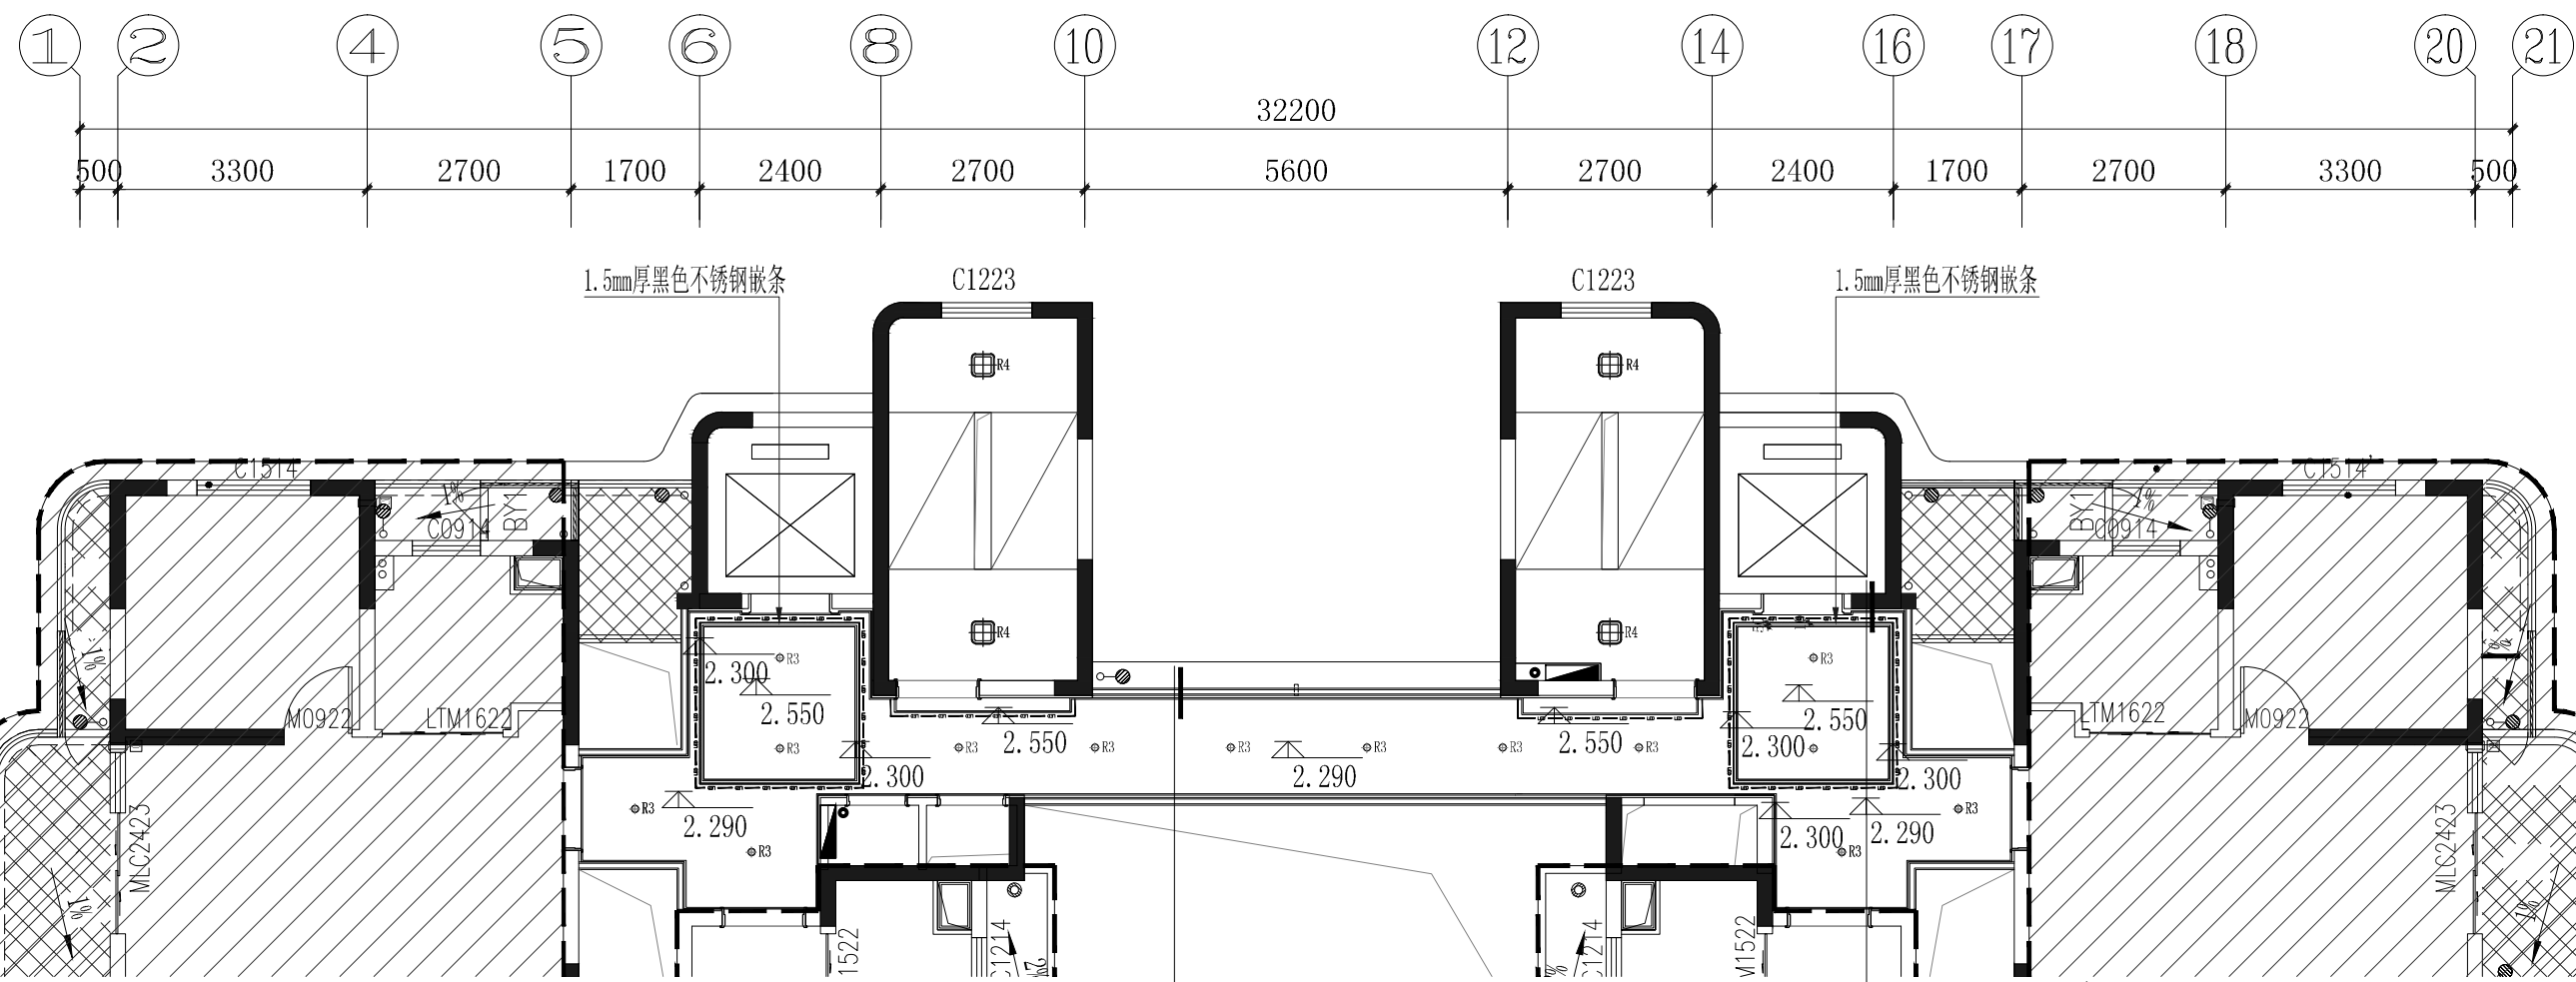 1 2 4 5 6 8 10 12 14 16 17 18 20 21
32200
500 3300 2700 1700 2400 2700 5600 2700 2400 1700 2700 3300 500
1.5mm厚黑色不锈钢嵌条 C1223 C1223 1.5mm厚黑色不锈钢嵌条
R4 R4
C1514 C1514'
1% BY1 BY1 1%
C0914 C0914
R4 R4
1% R3 R3 1%
2.300
2.550 2.550
M0922 LTM1622 LTM1622 M0922
R3 2.550 R3 R3 R3 R3 2.550 R3 2.300
2.300 2.290 2.300
R3 R3
2.290 2.300 2.290
MLC2423 R3 R3 MLC2423
1% 1%
1522 C1214 C1214 M1522